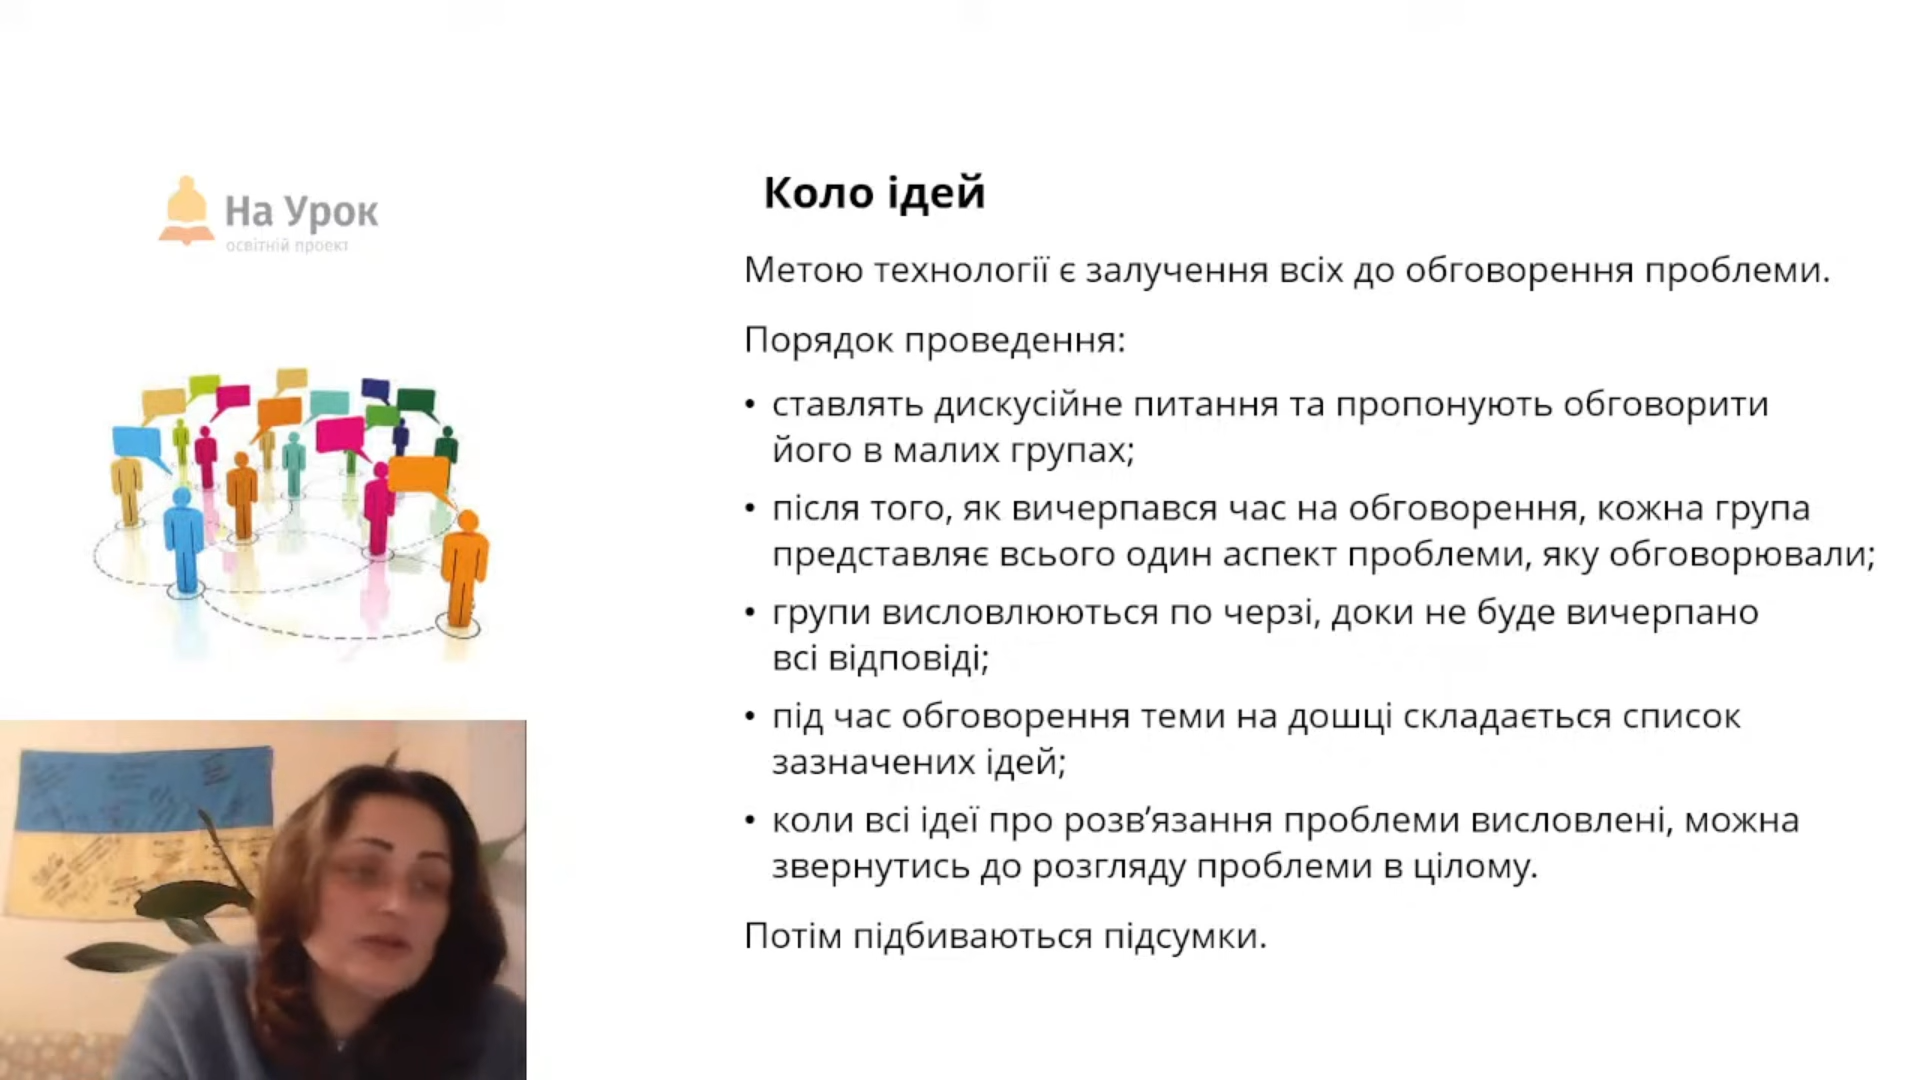 На Урок
освітній проект
Коло ідей
Метою технології є залучення всіх до обговорення проблеми.
Порядок проведення:
• ставлять дискусійне питання та пропонують обговорити
його в малих групах;
• після того, як вичерпався час на обговорення, кожна група
представляє всього один аспект проблеми, яку обговорювали;
• групи висловлюються по черзі, доки не буде вичерпано
всі відповіді;
• під час обговорення теми на дошці складається список
зазначених ідей;
• коли всі ідеї про розв’язання проблеми висловлені, можна
звернутись до розгляду проблеми в цілому.
Потім підбиваються підсумки.